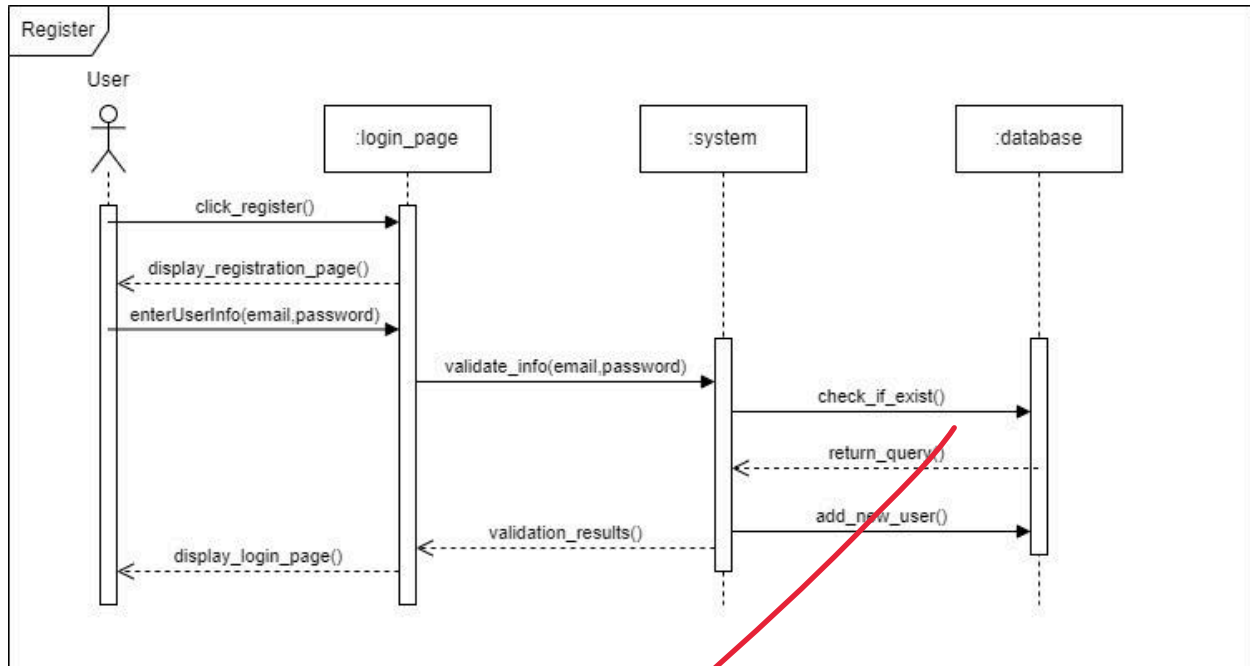 Register
User
:login_page
:system
:database
click_register()
display_registration_page()
enterUserInfo(email,password)
validate_info(email,password)
check_if_exist()
return_query()
add_new_user()
validation_results()
display_login_page()